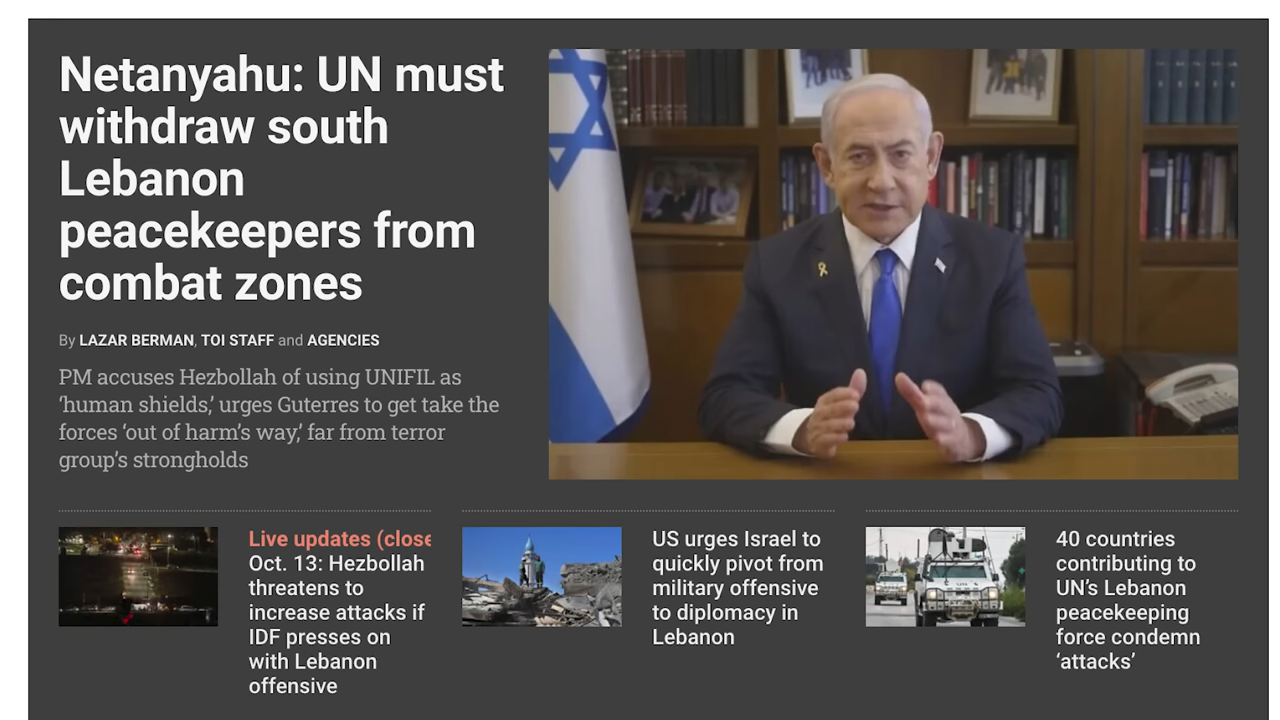 Netanyahu: UN must
withdraw south
Lebanon
peacekeepers from
combat zones
By LAZAR BERMAN, TOI STAFF and AGENCIES
PM accuses Hezbollah of using UNIFIL as
‘human shields,’ urges Guterres to get take the
forces ‘out of harm’s way,’ far from terror
group’s strongholds
Live updates (close
Oct. 13: Hezbollah
threatens to
increase attacks if
IDF presses on
with Lebanon
offensive
US urges Israel to
quickly pivot from
military offensive
to diplomacy in
Lebanon
UN
40 countries
contributing to
UN’s Lebanon
peacekeeping
force condemn
‘attacks’